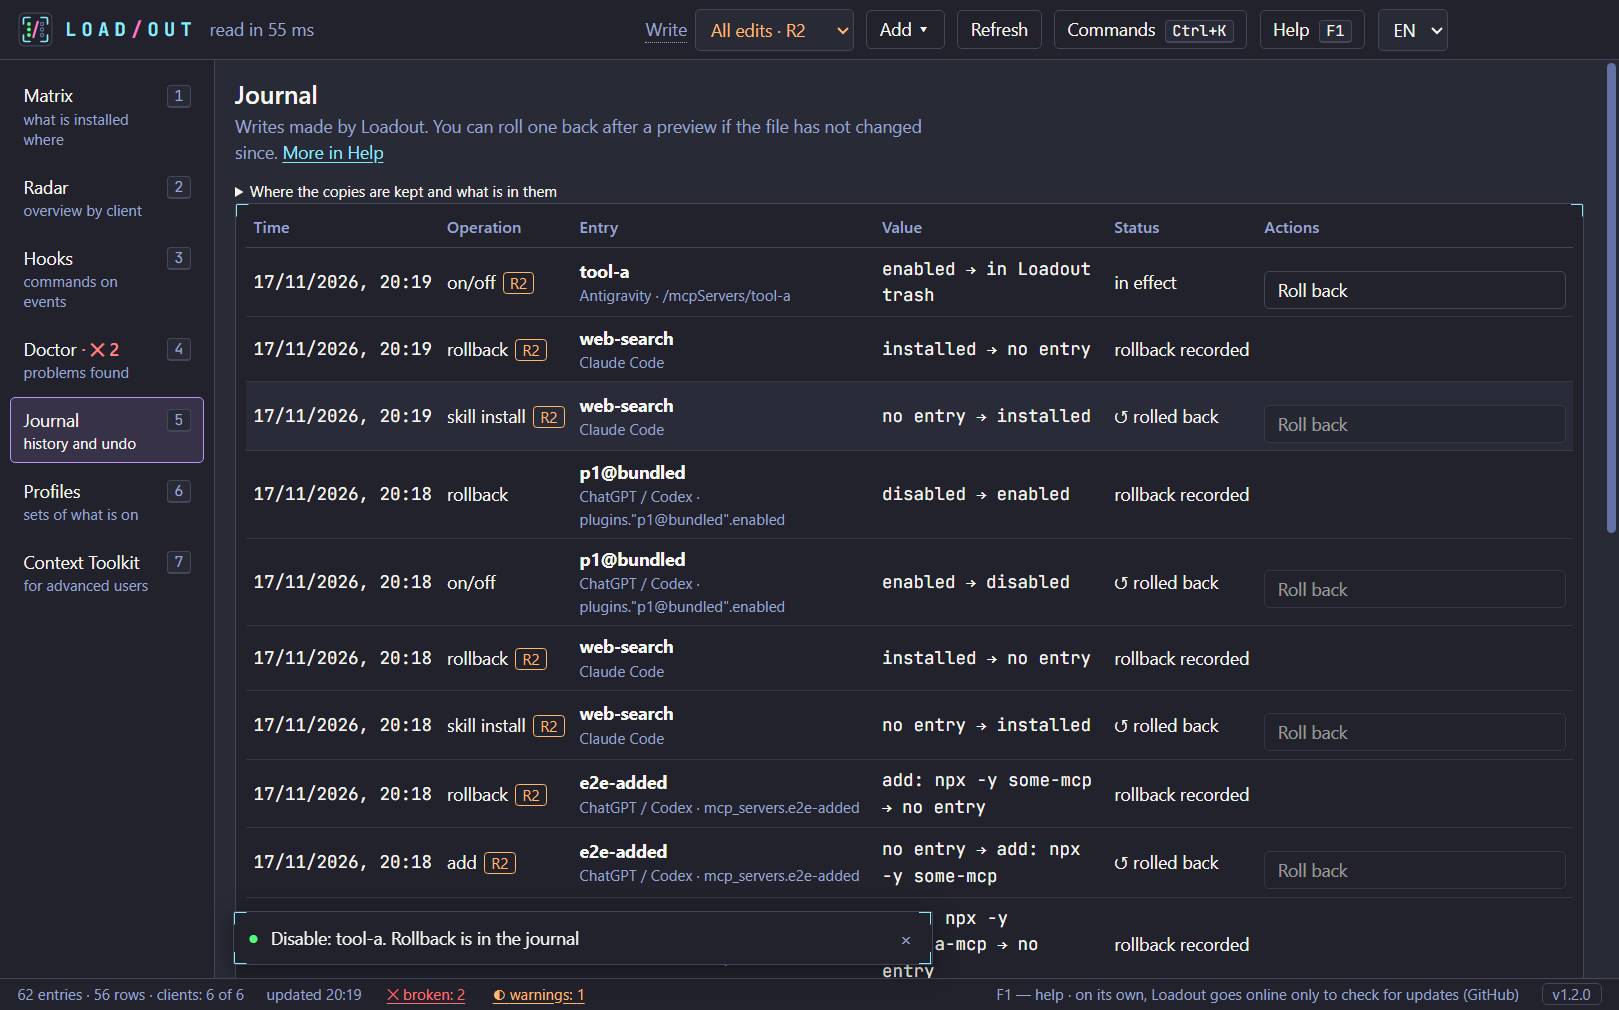 LOAD/OUT read in 55 ms Write All edits · R2 Add ▾ Refresh Commands Ctrl+K Help F1 EN
Matrix 1
what is installed
where
Radar 2
overview by client
Hooks 3
commands on
events
Doctor · ✕ 2 4
problems found
Journal 5
history and undo
Profiles 6
sets of what is on
Context Toolkit 7
for advanced users
Journal
Writes made by Loadout. You can roll one back after a preview if the file has not changed
since. More in Help
▶ Where the copies are kept and what is in them
Time Operation Entry Value Status Actions
17/11/2026, 20:19 on/off R2 tool-a enabled → in Loadout in effect Roll back
Antigravity · /mcpServers/tool-a trash
17/11/2026, 20:19 rollback R2 web-search installed → no entry rollback recorded
Claude Code
17/11/2026, 20:19 skill install R2 web-search no entry → installed ↺ rolled back Roll back
Claude Code
17/11/2026, 20:18 rollback p1@bundled disabled → enabled rollback recorded
ChatGPT / Codex ·
plugins."p1@bundled".enabled
17/11/2026, 20:18 on/off p1@bundled enabled → disabled ↺ rolled back Roll back
ChatGPT / Codex ·
plugins."p1@bundled".enabled
17/11/2026, 20:18 rollback R2 web-search installed → no entry rollback recorded
Claude Code
17/11/2026, 20:18 skill install R2 web-search no entry → installed ↺ rolled back Roll back
Claude Code
17/11/2026, 20:18 rollback R2 e2e-added add: npx -y some-mcp rollback recorded
ChatGPT / Codex · mcp_servers.e2e-added → no entry
17/11/2026, 20:18 add R2 e2e-added no entry → add: npx ↺ rolled back Roll back
ChatGPT / Codex · mcp_servers.e2e-added -y some-mcp
npx -y
a-mcp → no rollback recorded
entry
Disable: tool-a. Rollback is in the journal ×
62 entries · 56 rows · clients: 6 of 6 updated 20:19 ✕ broken: 2 ◐ warnings: 1 F1 — help · on its own, Loadout goes online only to check for updates (GitHub) v1.2.0